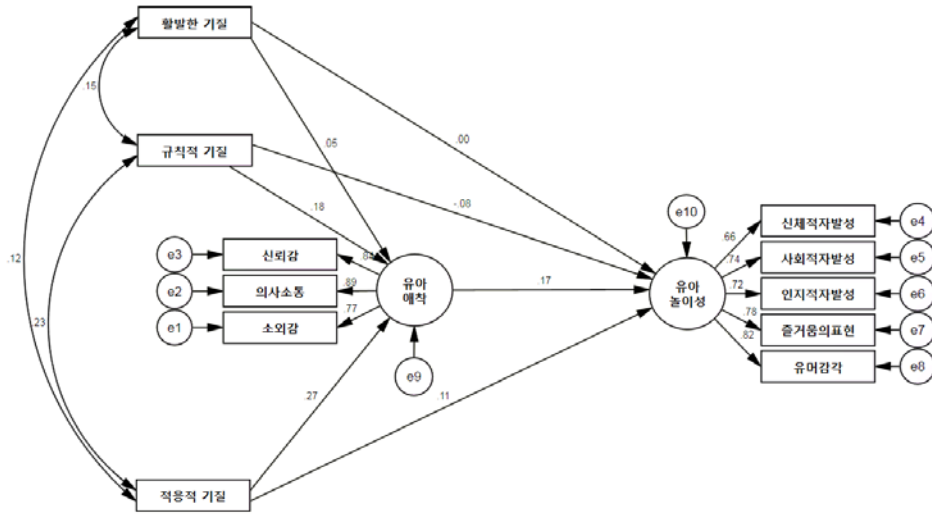 활발한 기질
.15
.00
.05
규칙적 기질
-.08
.18
e10
e4
신체적자발성
.66
e3
신뢰감
.84
e5
사회적자발성
.74
.12
유아
애착
.17
유아
놀이성
e2
의사소통
.89
e6
인지적자발성
.72
e1
소외감
.77
.23
e7
즐거움의표현
.78
e8
유머감각
.82
e9
.27
.11
적응적 기질